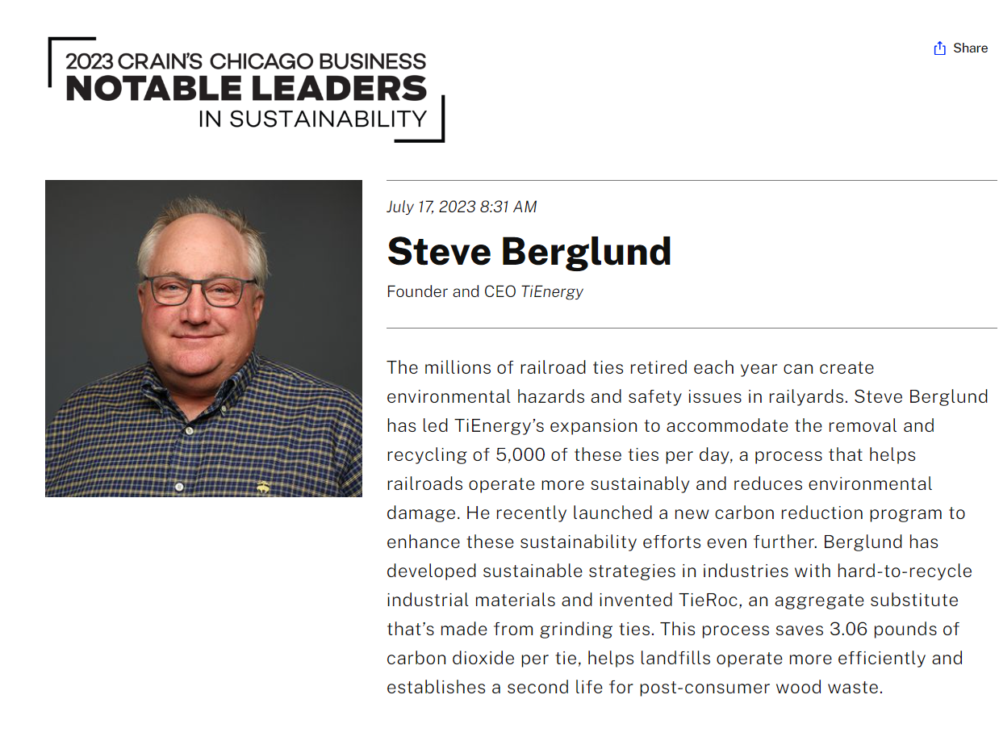 2023 CRAIN'S CHICAGO BUSINESS
NOTABLE LEADERS
IN SUSTAINABILITY
Share
July 17, 2023 8:31 AM
Steve Berglund
Founder and CEO TiEnergy
The millions of railroad ties retired each year can create
environmental hazards and safety issues in railyards. Steve Berglund
has led TiEnergy’s expansion to accommodate the removal and
recycling of 5,000 of these ties per day, a process that helps
railroads operate more sustainably and reduces environmental
damage. He recently launched a new carbon reduction program to
enhance these sustainability efforts even further. Berglund has
developed sustainable strategies in industries with hard-to-recycle
industrial materials and invented TieRoc, an aggregate substitute
that’s made from grinding ties. This process saves 3.06 pounds of
carbon dioxide per tie, helps landfills operate more efficiently and
establishes a second life for post-consumer wood waste.